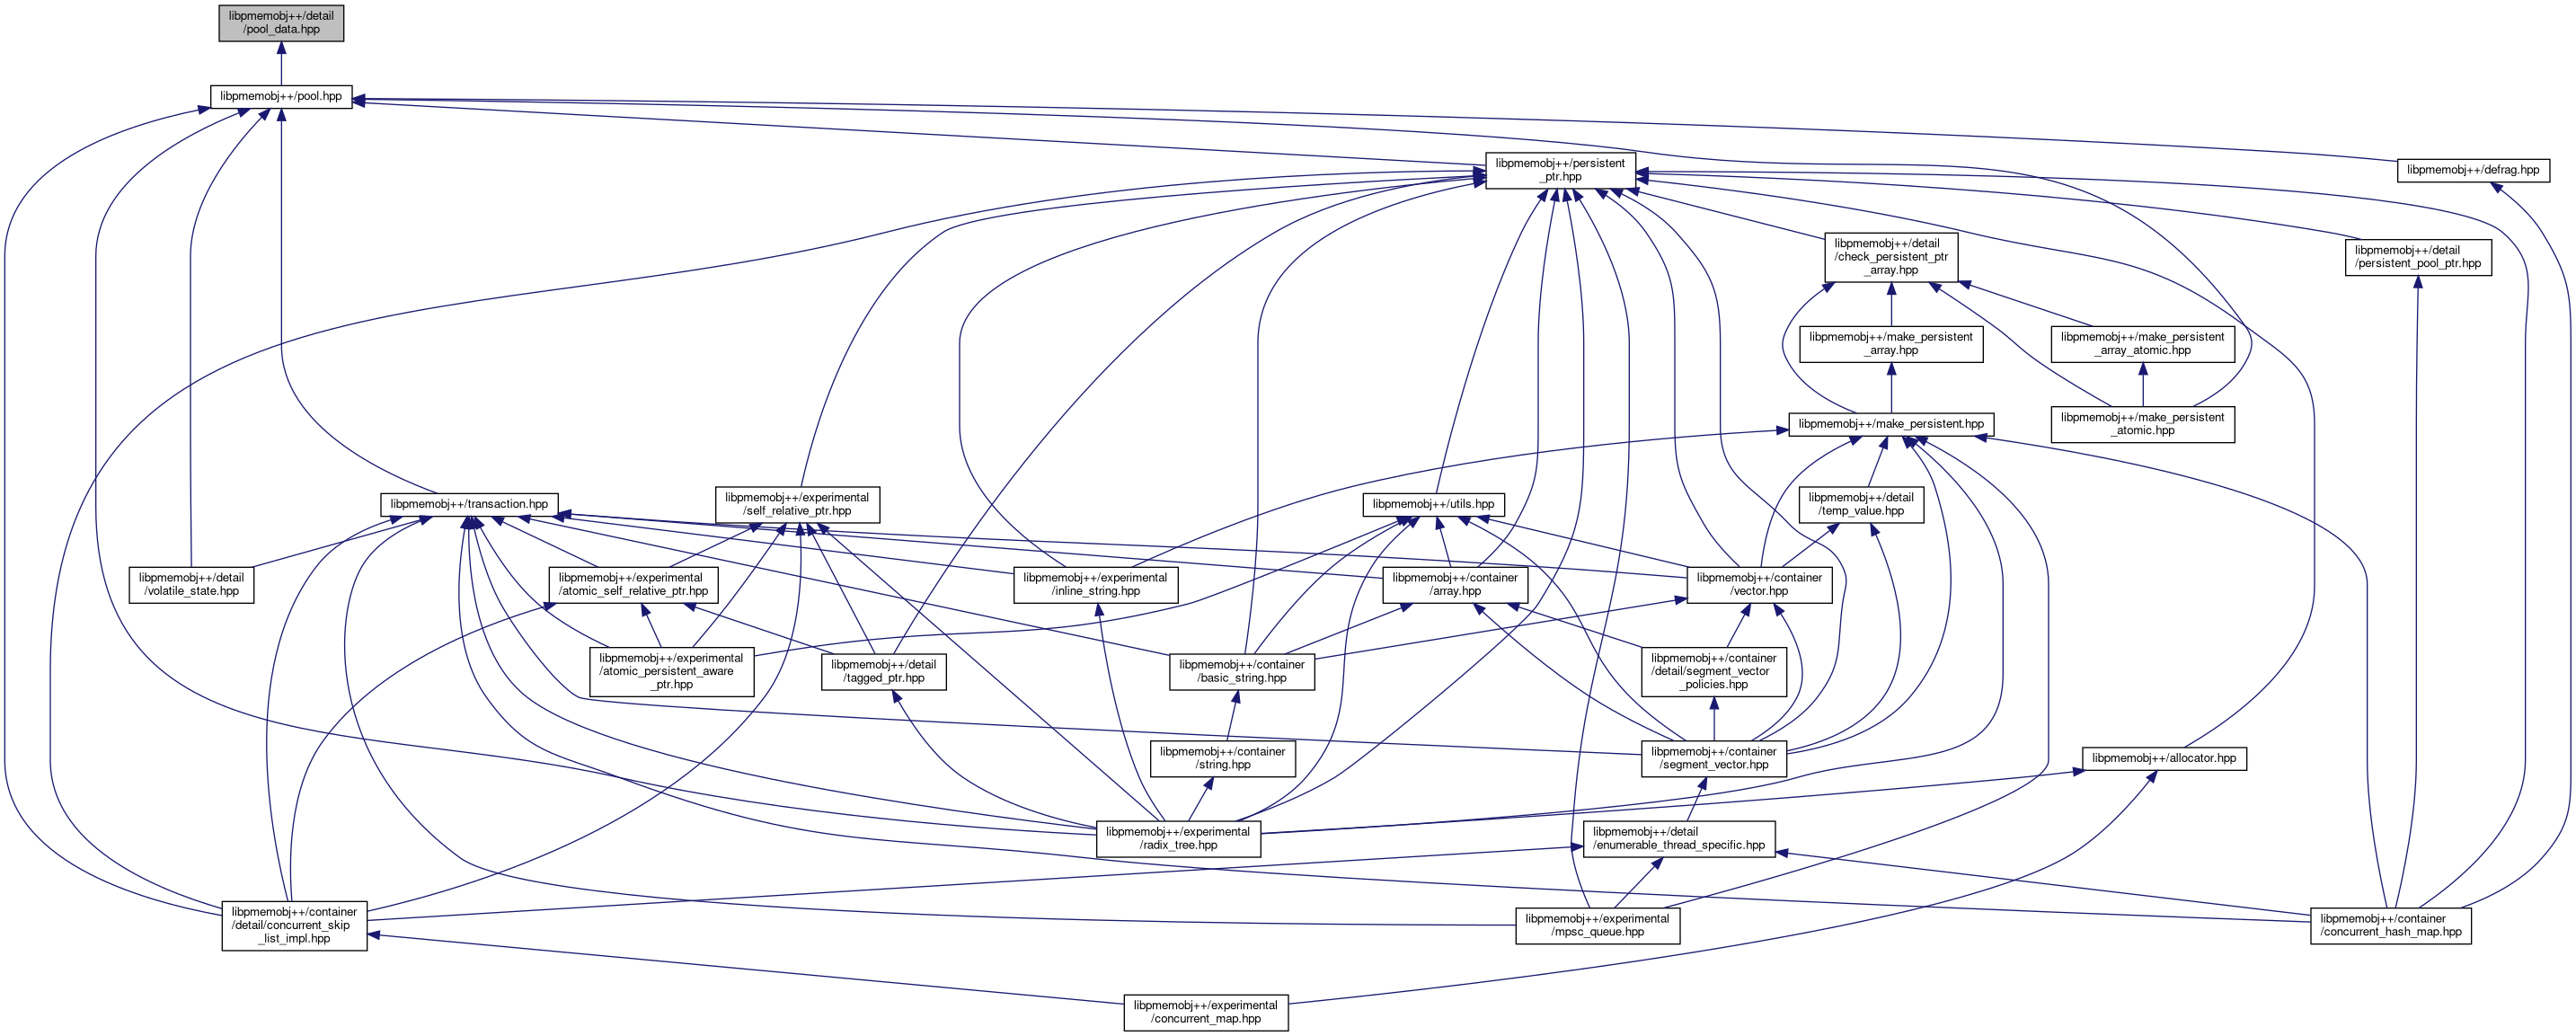 libpmemobj++/detail
/pool_data.hpp
libpmemobj++/pool.hpp
libpmemobj++/persistent
_ptr.hpp
libpmemobj++/defrag.hpp
libpmemobj++/detail
/check_persistent_ptr
_array.hpp
libpmemobj++/detail
/persistent_pool_ptr.hpp
libpmemobj++/make_persistent
_array.hpp
libpmemobj++/make_persistent
_array_atomic.hpp
libpmemobj++/make_persistent.hpp
libpmemobj++/make_persistent
_atomic.hpp
libpmemobj++/transaction.hpp
libpmemobj++/experimental
/self_relative_ptr.hpp
libpmemobj++/utils.hpp
libpmemobj++/detail
/temp_value.hpp
libpmemobj++/detail
/volatile_state.hpp
libpmemobj++/experimental
/atomic_self_relative_ptr.hpp
libpmemobj++/experimental
/inline_string.hpp
libpmemobj++/container
/array.hpp
libpmemobj++/container
/vector.hpp
libpmemobj++/experimental
/atomic_persistent_aware
_ptr.hpp
libpmemobj++/detail
/tagged_ptr.hpp
libpmemobj++/container
/basic_string.hpp
libpmemobj++/container
/detail/segment_vector
_policies.hpp
libpmemobj++/container
/string.hpp
libpmemobj++/container
/segment_vector.hpp
libpmemobj++/allocator.hpp
libpmemobj++/experimental
/radix_tree.hpp
libpmemobj++/detail
/enumerable_thread_specific.hpp
libpmemobj++/container
/detail/concurrent_skip
_list_impl.hpp
libpmemobj++/experimental
/mpsc_queue.hpp
libpmemobj++/container
/concurrent_hash_map.hpp
libpmemobj++/experimental
/concurrent_map.hpp